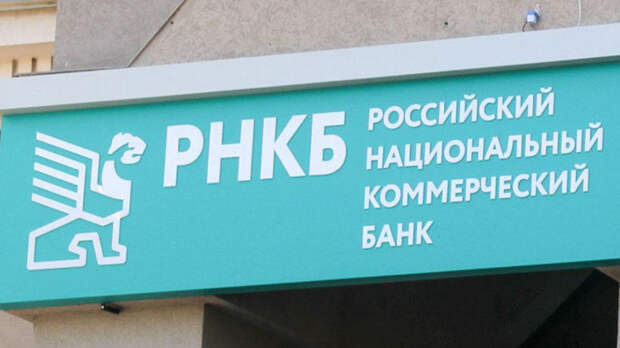 РНКБ
РОССИЙСКИЙ
НАЦИОНАЛЬНЫЙ
КОММЕРЧЕСКИЙ
БАНК